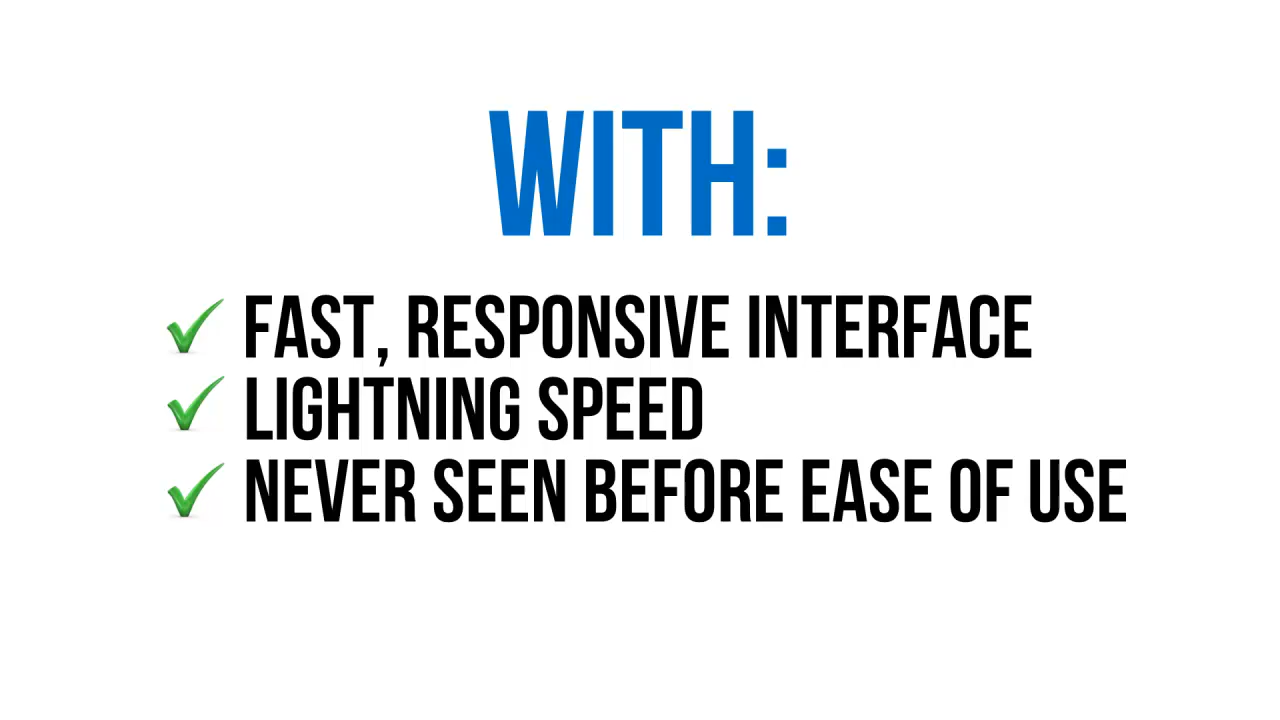 WITH:
FAST, RESPONSIVE INTERFACE
LIGHTNING SPEED
NEVER SEEN BEFORE EASE OF USE